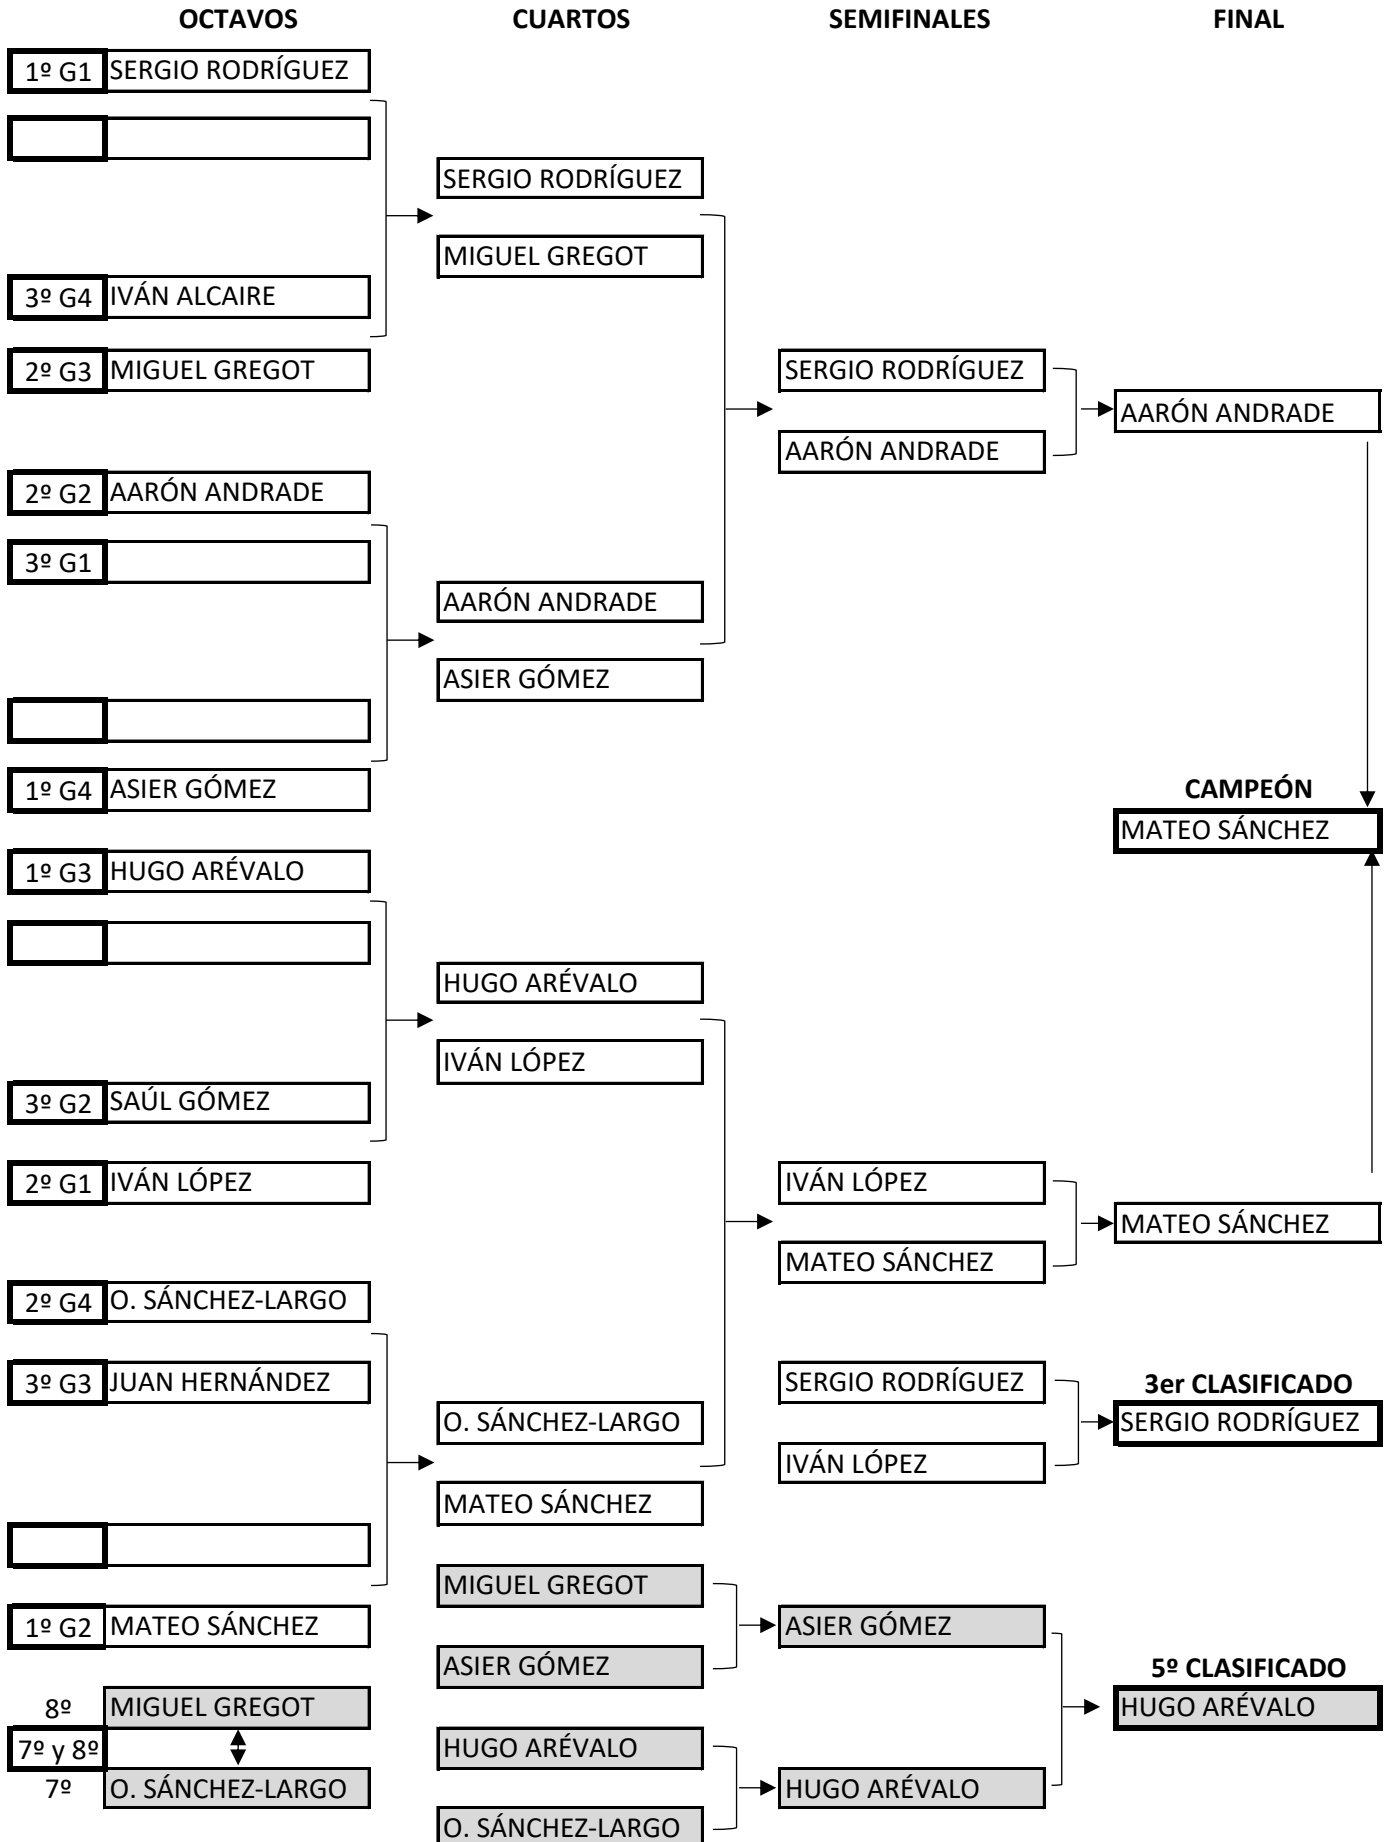 OCTAVOS CUARTOS SEMIFINALES FINAL
1º G1 SERGIO RODRÍGUEZ
SERGIO RODRÍGUEZ
MIGUEL GREGOT
3º G4 IVÁN ALCAIRE
2º G3 MIGUEL GREGOT
SERGIO RODRÍGUEZ
AARÓN ANDRADE
AARÓN ANDRADE
2º G2 AARÓN ANDRADE
3º G1
AARÓN ANDRADE
ASIER GÓMEZ
1º G4 ASIER GÓMEZ
CAMPEÓN
MATEO SÁNCHEZ
1º G3 HUGO ARÉVALO
HUGO ARÉVALO
IVÁN LÓPEZ
3º G2 SAÚL GÓMEZ
2º G1 IVÁN LÓPEZ
IVÁN LÓPEZ
MATEO SÁNCHEZ
MATEO SÁNCHEZ
2º G4 O. SÁNCHEZ-LARGO
3º G3 JUAN HERNÁNDEZ
SERGIO RODRÍGUEZ
3er CLASIFICADO
O. SÁNCHEZ-LARGO
SERGIO RODRÍGUEZ
IVÁN LÓPEZ
MATEO SÁNCHEZ
MIGUEL GREGOT
1º G2 MATEO SÁNCHEZ
ASIER GÓMEZ
ASIER GÓMEZ
5º CLASIFICADO
8º MIGUEL GREGOT
HUGO ARÉVALO
7º y 8º
HUGO ARÉVALO
7º O. SÁNCHEZ-LARGO
HUGO ARÉVALO
O. SÁNCHEZ-LARGO